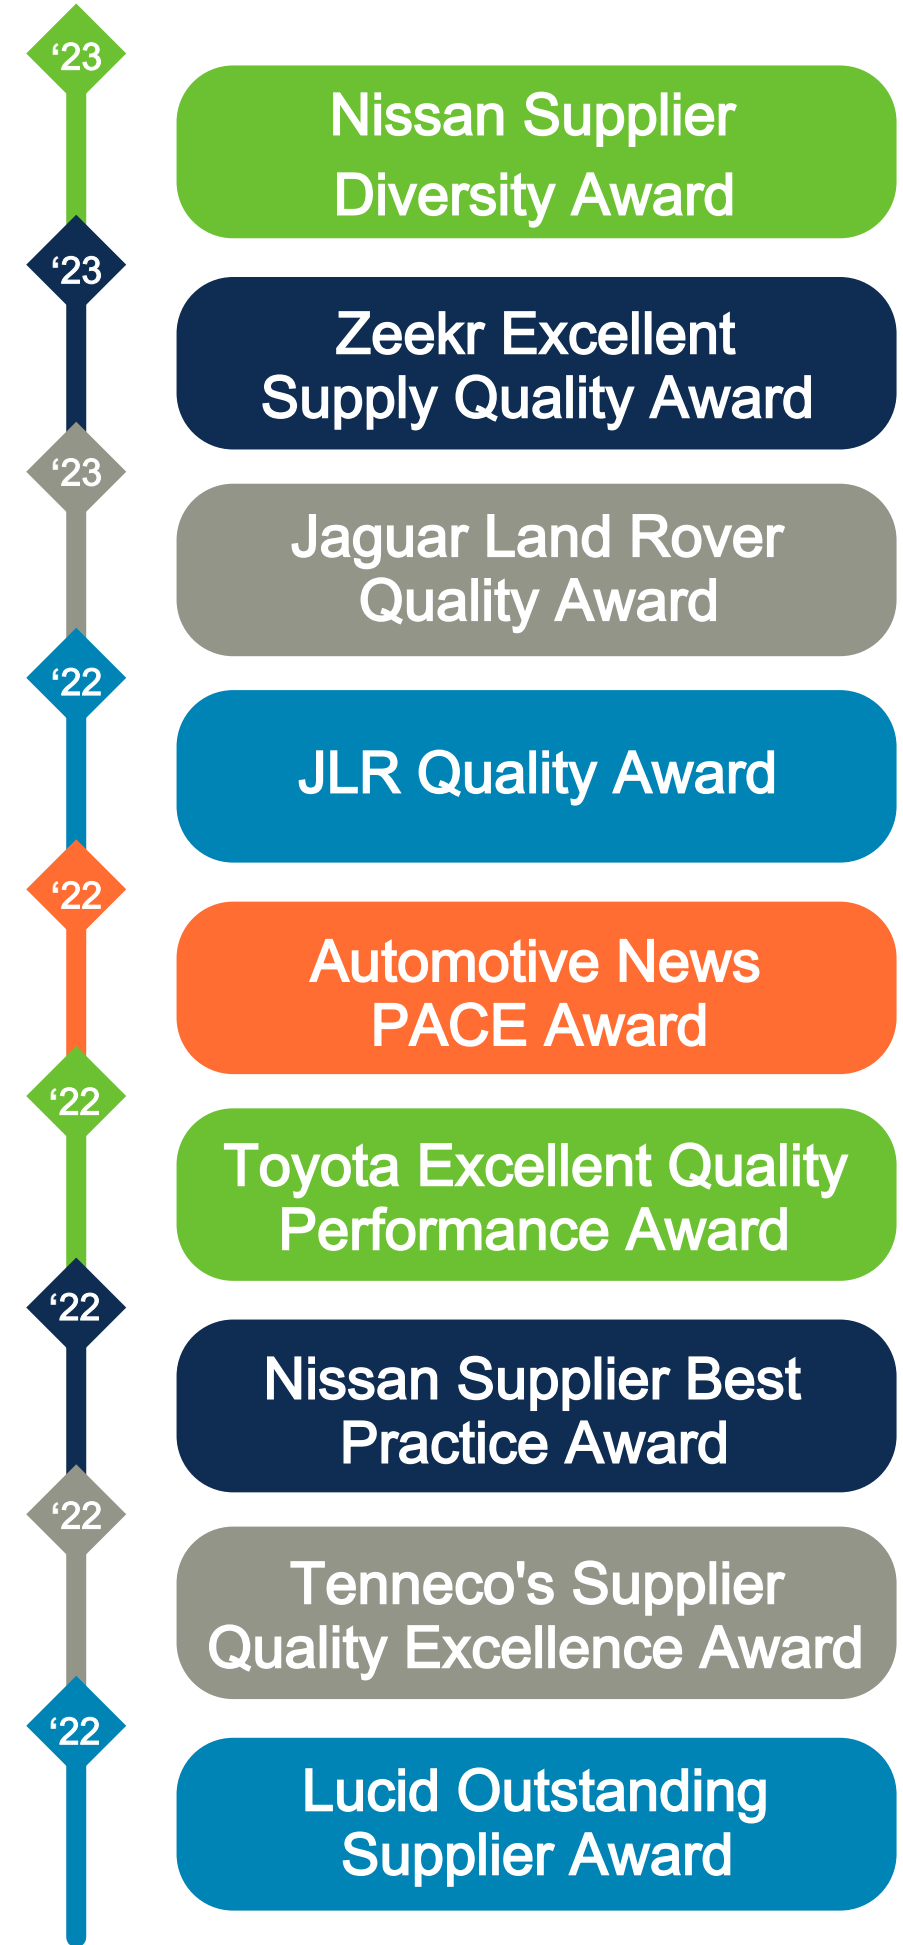 ‘23
Nissan Supplier
Diversity Award
‘23
Zeekr Excellent
Supply Quality Award
‘23
Jaguar Land Rover
Quality Award
‘22
JLR Quality Award
‘22
Automotive News
PACE Award
‘22
Toyota Excellent Quality
Performance Award
‘22
Nissan Supplier Best
Practice Award
‘22
Tenneco's Supplier
Quality Excellence Award
‘22
Lucid Outstanding
Supplier Award